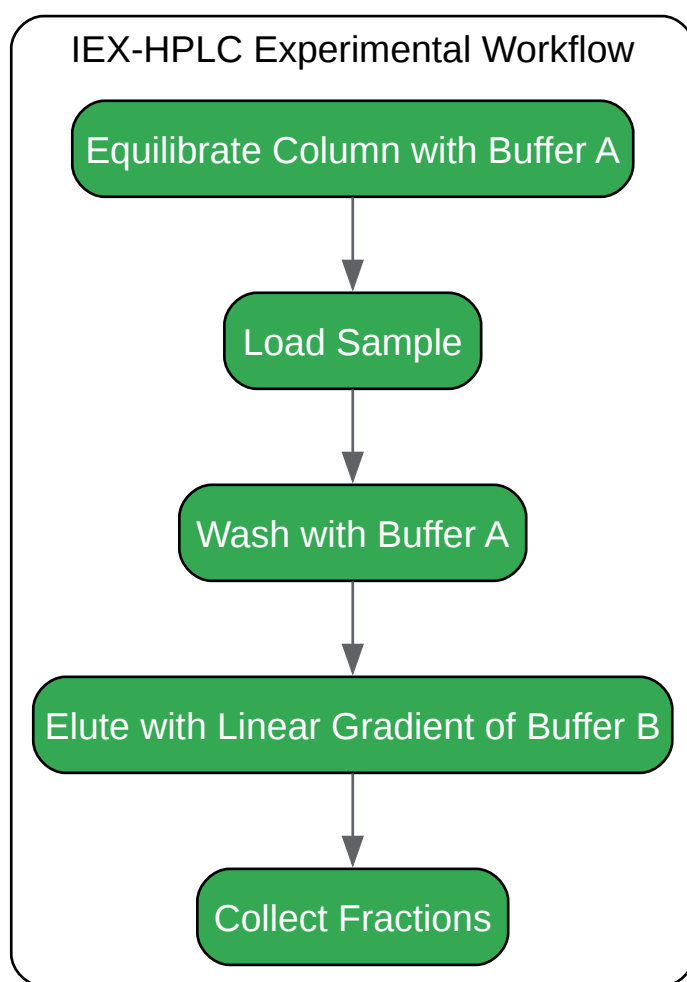 IEX-HPLC Experimental Workflow
Equilibrate Column with Buffer A
Load Sample
Wash with Buffer A
Elute with Linear Gradient of Buffer B
Collect Fractions